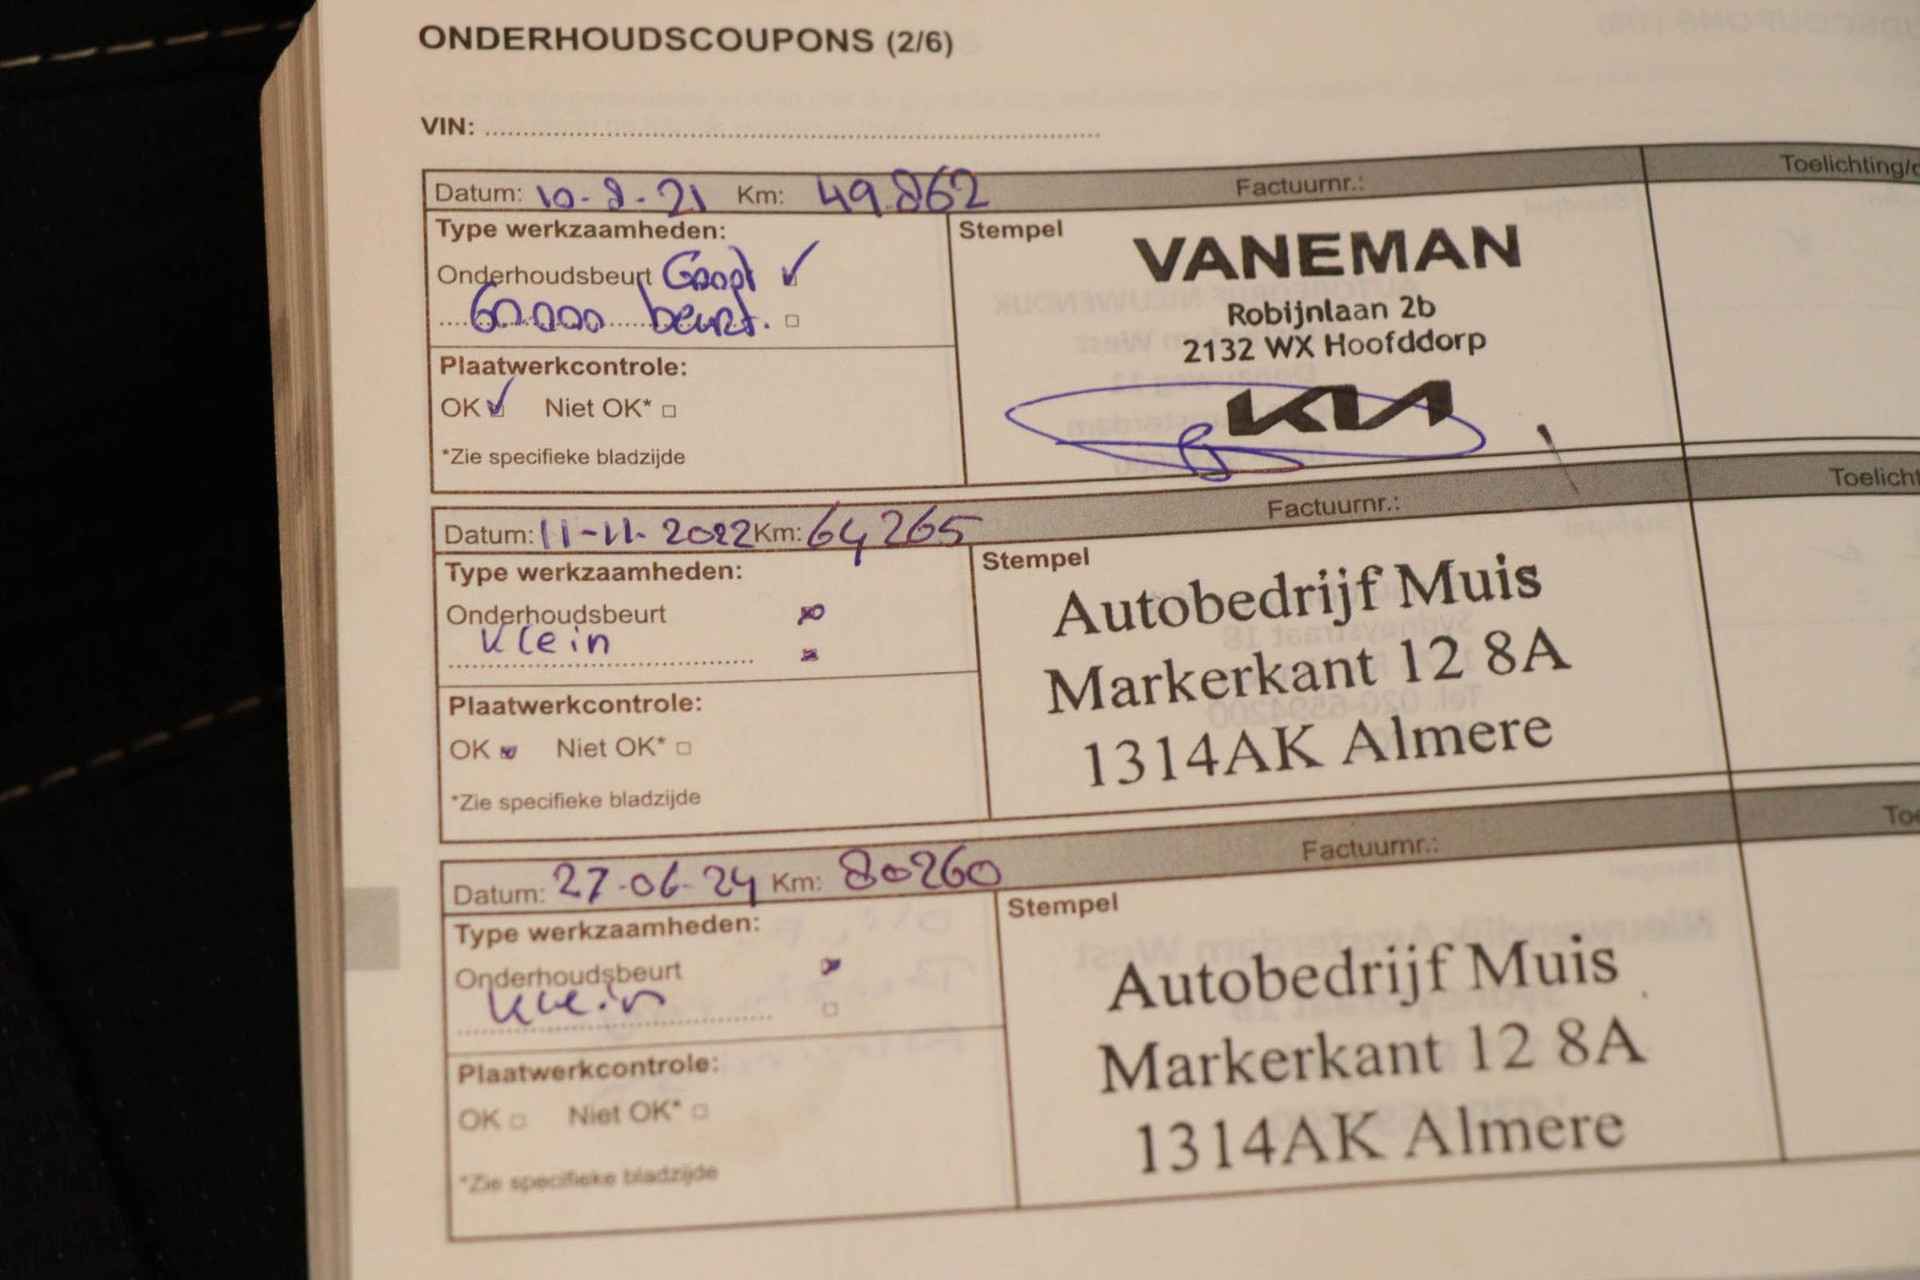 ONDERHOUDSCOUPONS (2/6)
VIN:
Datum: 10-8-21 Km: 49.862 Factuurnr.: Toelichting/
Type werkzaamheden: Stempel
Onderhoudsbeurt Groot
60.000 beurt.
VANEMAN
Robijnlaan 2b
2132 WX Hoofddorp
KIA
Plaatwerkcontrole:
OK Niet OK*
*Zie specifieke bladzijde
Datum: 11-11-2022 Km: 64265 Factuurnr.: Toelicht
Type werkzaamheden: Stempel
Onderhoudsbeurt
Klein
Autobedrijf Muis
Markerkant 12 8A
1314AK Almere
Plaatwerkcontrole:
OK Niet OK*
*Zie specifieke bladzijde
Datum: 27-06-24 Km: 80260 Factuurnr.: Toe
Type werkzaamheden: Stempel
Onderhoudsbeurt
Klein
Autobedrijf Muis
Markerkant 12 8A
1314AK Almere
Plaatwerkcontrole:
OK Niet OK*
*Zie specifieke bladzijde